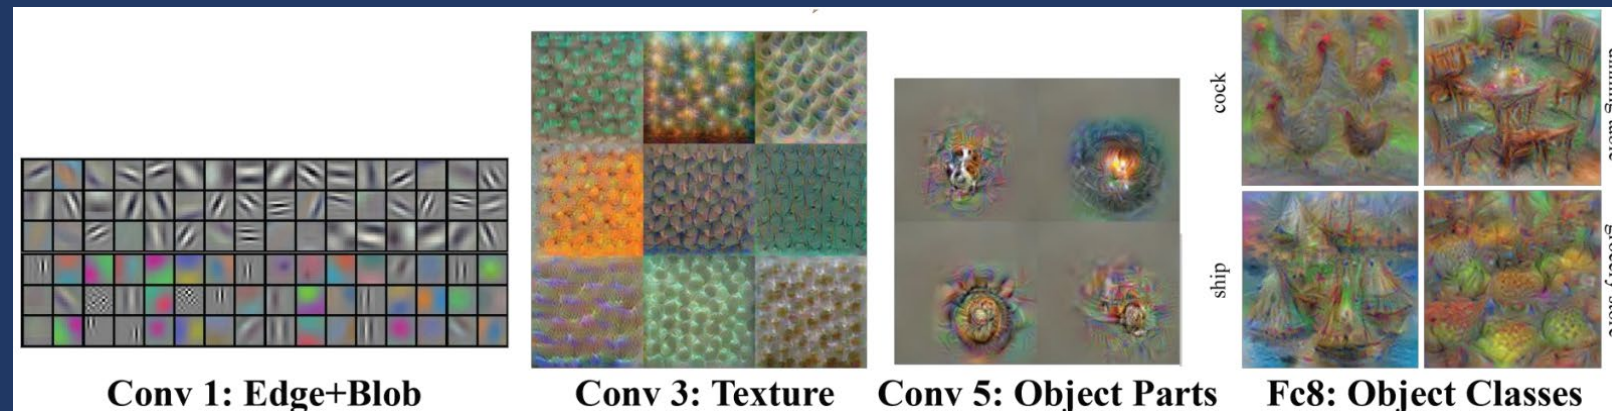 cock
ship
Conv 1: Edge+Blob
Conv 3: Texture
Conv 5: Object Parts
Fc8: Object Classes